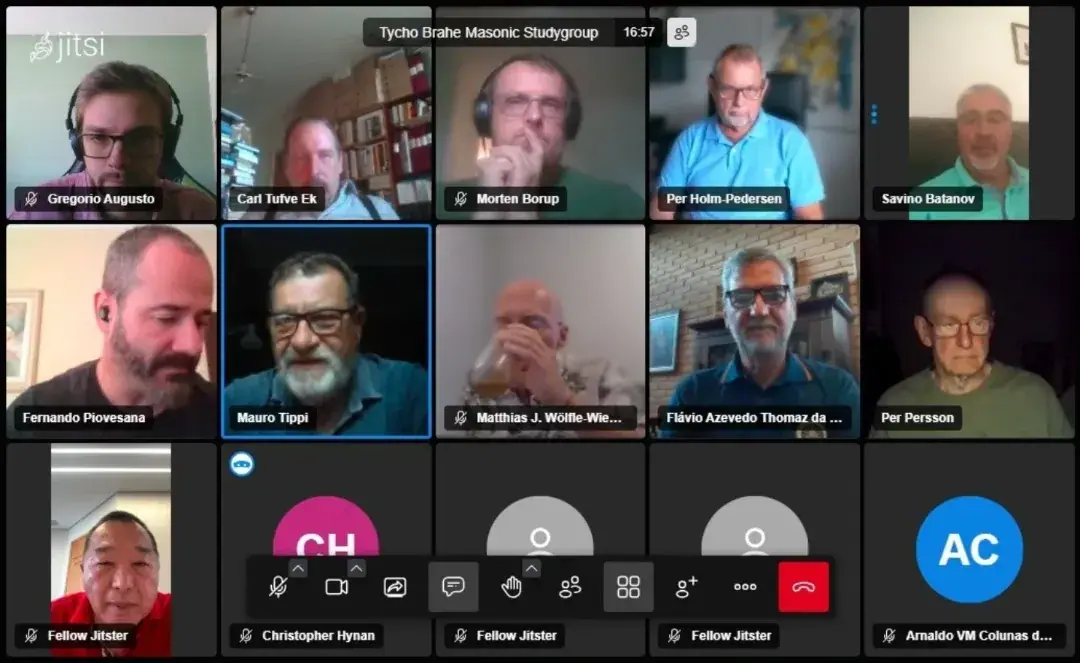 jitsi
Tycho Brahe Masonic Studygroup 16:57
Gregorio Augusto
Carl Tufve Ek
Morten Borup
Per Holm-Pedersen
Savino Batanov
Fernando Piovesana
Mauro Tippi
Matthias J. Wölfle-Wie...
Flávio Azevedo Thomaz da ...
Per Persson
CH
AC
Fellow Jitster
Christopher Hynan
Fellow Jitster
Fellow Jitster
Arnaldo VM Colunas d...